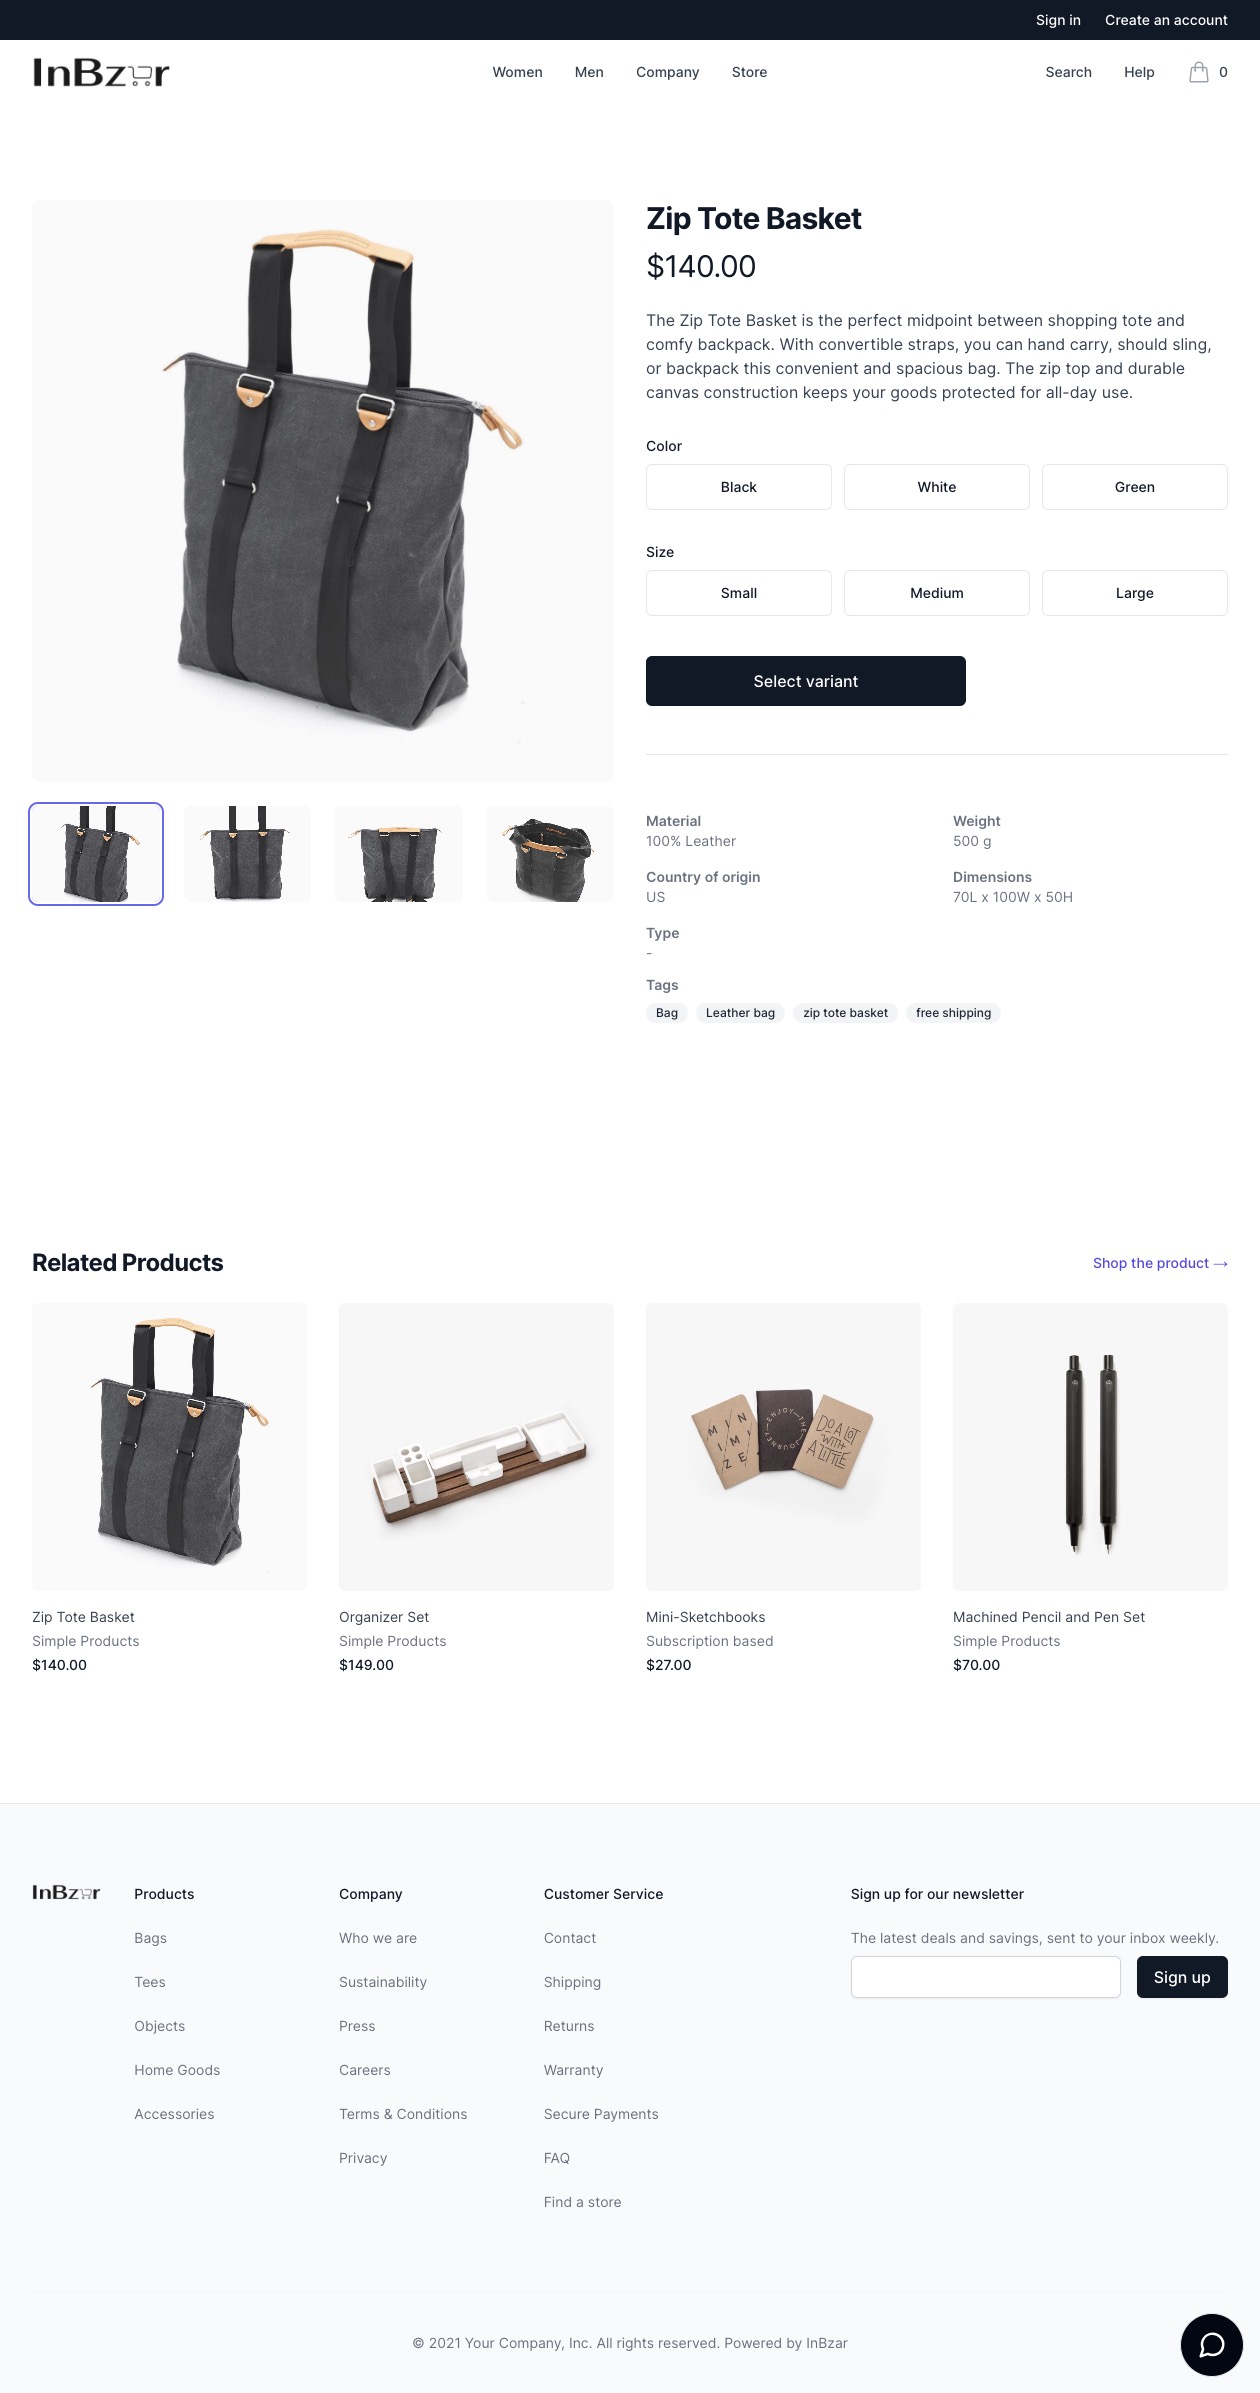 Sign in Create an account
InBzar
Women Men Company Store
Search Help 0
Zip Tote Basket
$140.00
The Zip Tote Basket is the perfect midpoint between shopping tote and
comfy backpack. With convertible straps, you can hand carry, should sling,
or backpack this convenient and spacious bag. The zip top and durable
canvas construction keeps your goods protected for all-day use.
Color
Black White Green
Size
Small Medium Large
Select variant
Material Weight
100% Leather 500 g
Country of origin Dimensions
US 70L x 100W x 50H
Type
-
Tags
Bag Leather bag zip tote basket free shipping
Related Products Shop the product →
MINIMIZE
ENJOY—THE—JOURNEY—
DO A LOT
WITH
A LITTLE
Zip Tote Basket
Simple Products
$140.00
Organizer Set
Simple Products
$149.00
Mini-Sketchbooks
Subscription based
$27.00
Machined Pencil and Pen Set
Simple Products
$70.00
InBzar
Products
Bags
Tees
Objects
Home Goods
Accessories
Company
Who we are
Sustainability
Press
Careers
Terms & Conditions
Privacy
Customer Service
Contact
Shipping
Returns
Warranty
Secure Payments
FAQ
Find a store
Sign up for our newsletter
The latest deals and savings, sent to your inbox weekly.
Sign up
© 2021 Your Company, Inc. All rights reserved. Powered by InBzar